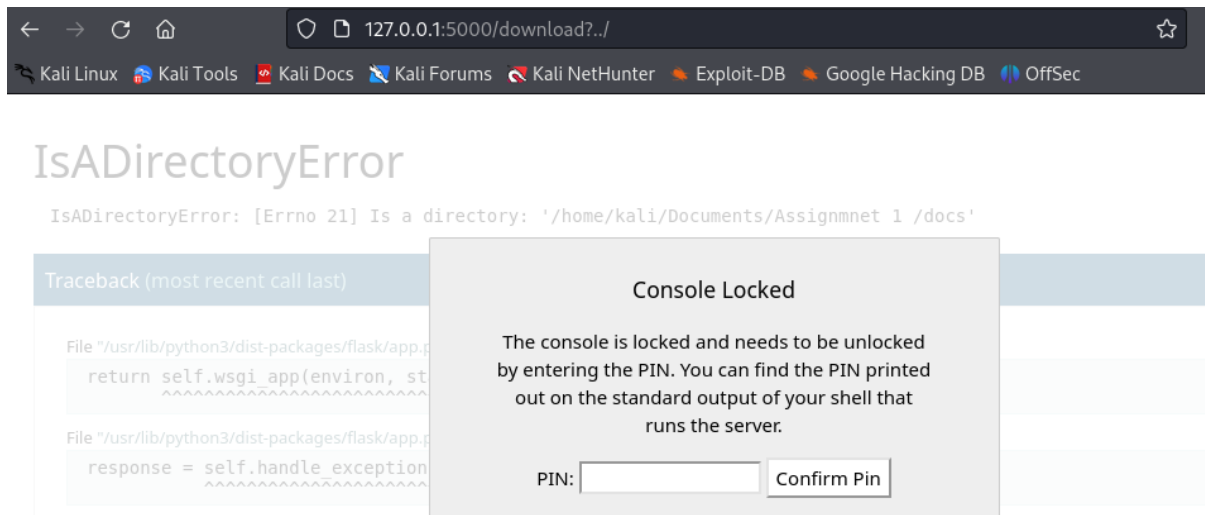 127.0.0.1:5000/download?../
Kali Linux Kali Tools Kali Docs Kali Forums Kali NetHunter Exploit-DB Google Hacking DB OffSec
IsADirectoryError
IsADirectoryError: [Errno 21] Is a directory: '/home/kali/Documents/Assignmnet 1 /docs'
Traceback (most recent call last)
File "/usr/lib/python3/dist-packages/flask/app.p
return self.wsgi_app(environ, st
^^^^^^^^^^^^^^^^^^^^^^^^^
File "/usr/lib/python3/dist-packages/flask/app.p
response = self.handle_exception
^^^^^^^^^^^^^^^^^^^^^
Console Locked
The console is locked and needs to be unlocked
by entering the PIN. You can find the PIN printed
out on the standard output of your shell that
runs the server.
PIN: Confirm Pin